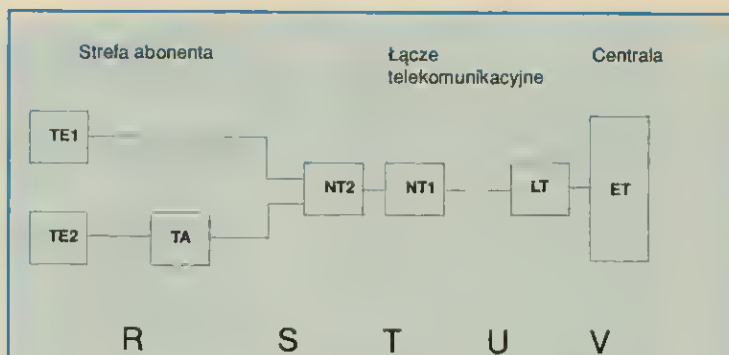 Strefa abonenta Łącze telekomunikacyjne Centrala
TE1
NT2 NT1 LT ET
TE2 TA
R S T U V